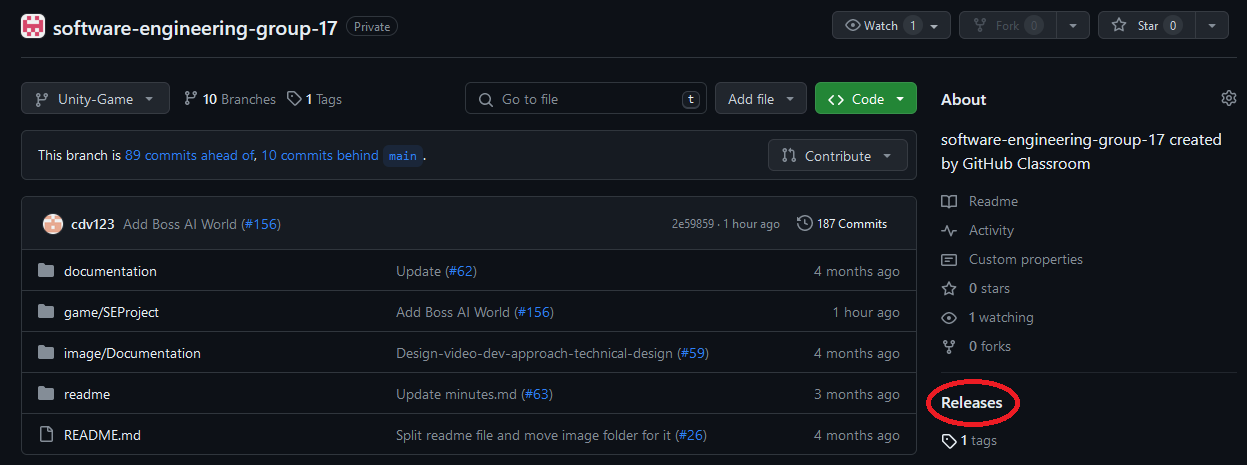 software-engineering-group-17 Private Watch 1 Fork 0 Star 0
Unity-Game 10 Branches 1 Tags Go to file t Add file Code
About
software-engineering-group-17 created
by GitHub Classroom
Readme
Activity
Custom properties
0 stars
1 watching
0 forks
Releases
1 tags
This branch is 89 commits ahead of, 10 commits behind main . Contribute
cdv123 Add Boss AI World (#156) 2e59859 · 1 hour ago 187 Commits
documentation Update (#62) 4 months ago
game/SEProject Add Boss AI World (#156) 1 hour ago
image/Documentation Design-video-dev-approach-technical-design (#59) 4 months ago
readme Update minutes.md (#63) 3 months ago
README.md Split readme file and move image folder for it (#26) 4 months ago